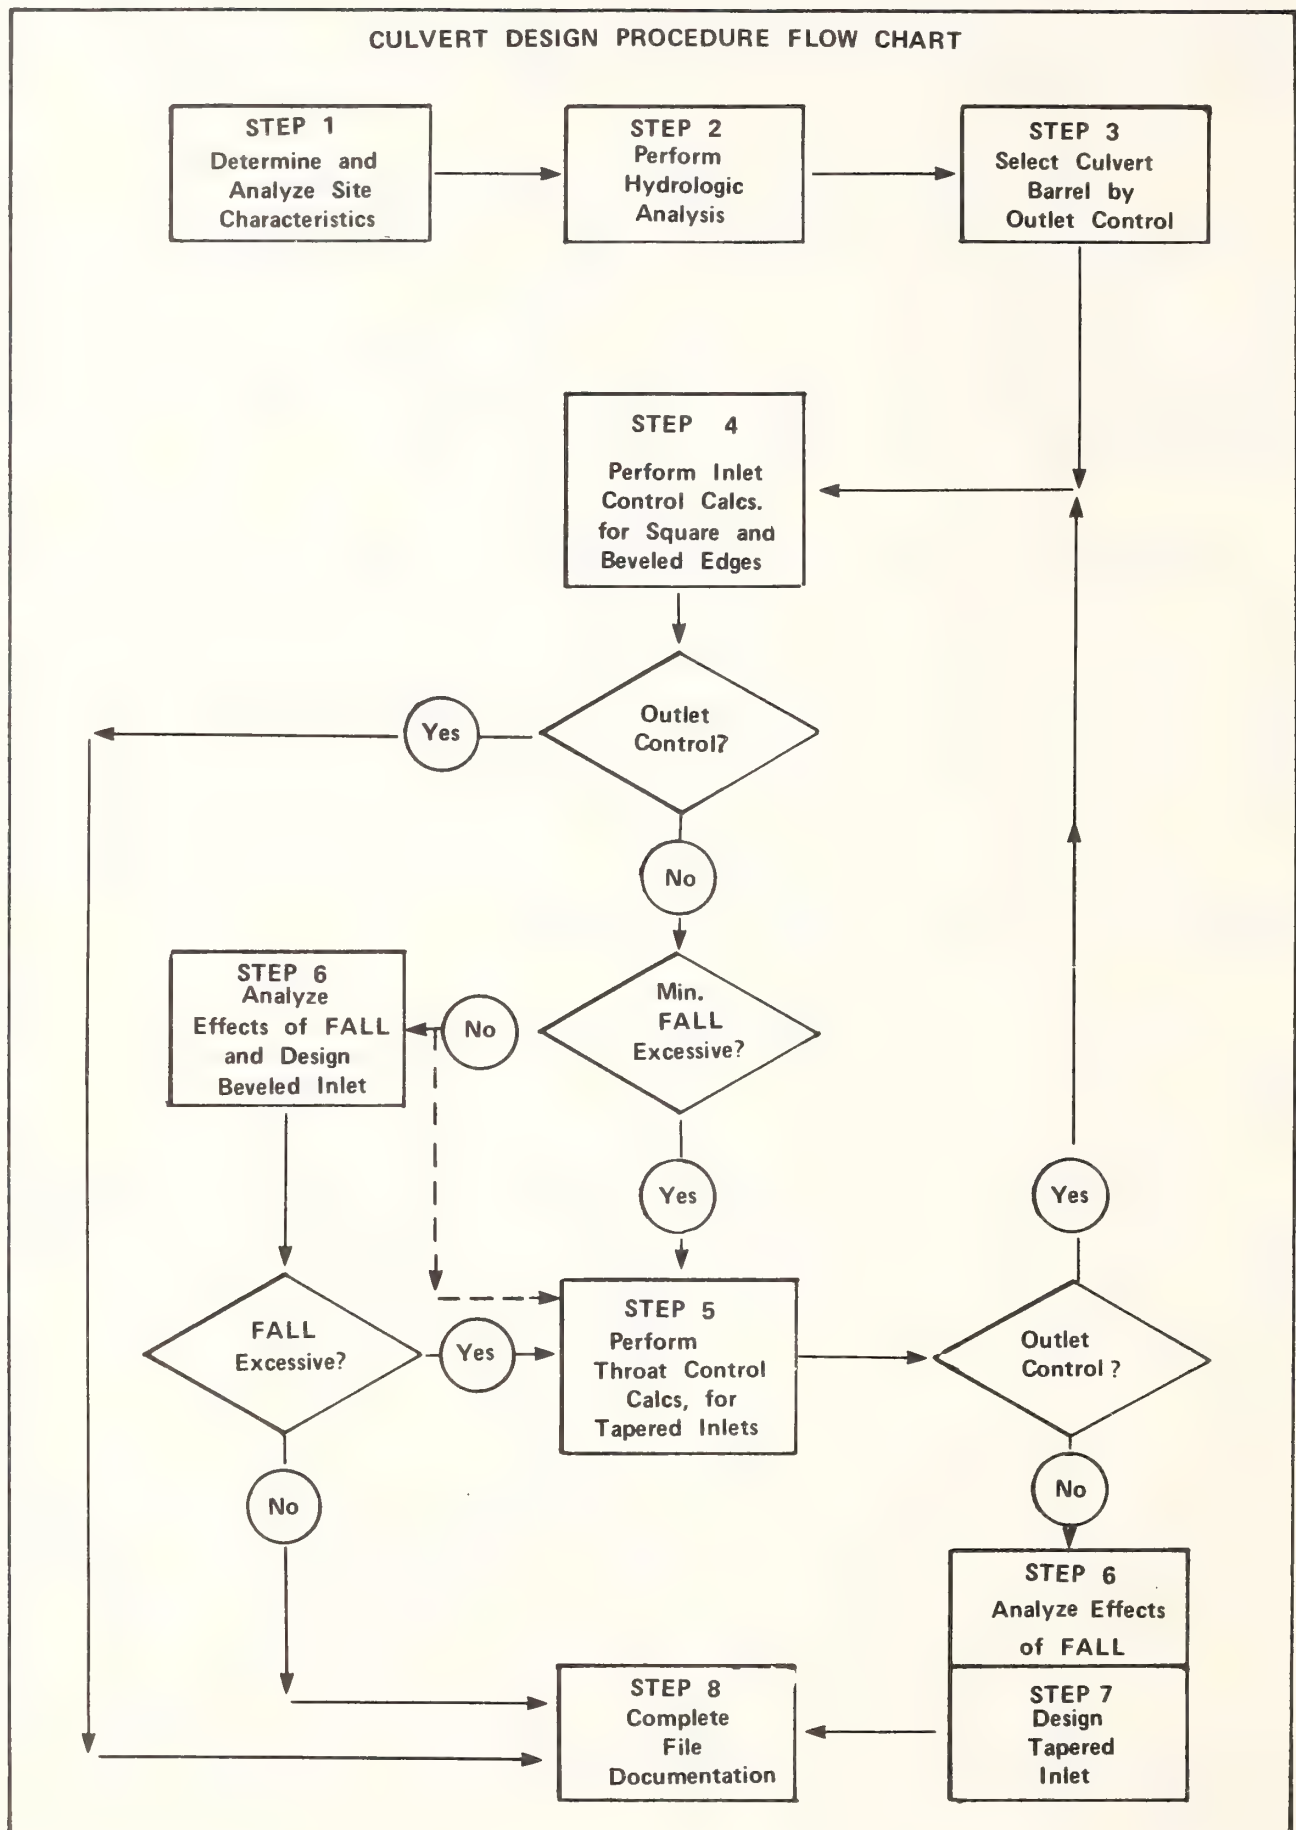 CULVERT DESIGN PROCEDURE FLOW CHART
STEP 1
Determine and
Analyze Site
Characteristics
STEP 2
Perform
Hydrologic
Analysis
STEP 3
Select Culvert
Barrel by
Outlet Control
STEP 4
Perform Inlet
Control Calcs.
for Square and
Beveled Edges
Outlet
Control?
Yes
No
Min.
FALL
Excessive?
No
STEP 6
Analyze
Effects of FALL
and Design
Beveled Inlet
Yes
Yes
FALL
Excessive?
Yes
STEP 5
Perform
Throat Control
Calcs, for
Tapered Inlets
Outlet
Control?
No
No
STEP 6
Analyze Effects
of FALL
STEP 7
Design
Tapered
Inlet
STEP 8
Complete
File
Documentation